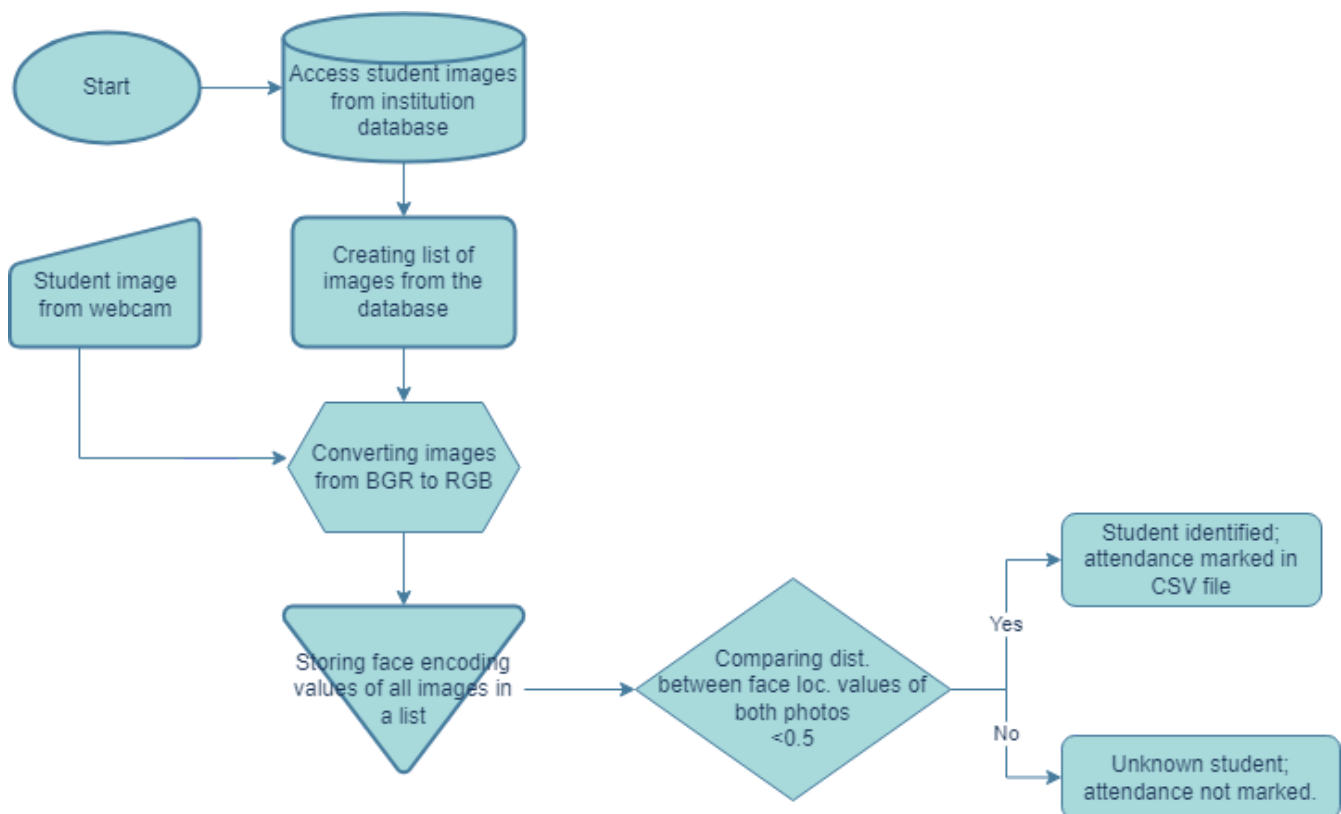 Start
Access student images
from institution
database
Student image
from webcam
Creating list of
images from the
database
Converting images
from BGR to RGB
Storing face encoding
values of all images in
a list
Comparing dist.
between face loc. values of
both photos
<0.5
Yes
Student identified;
attendance marked in
CSV file
No
Unknown student;
attendance not marked.